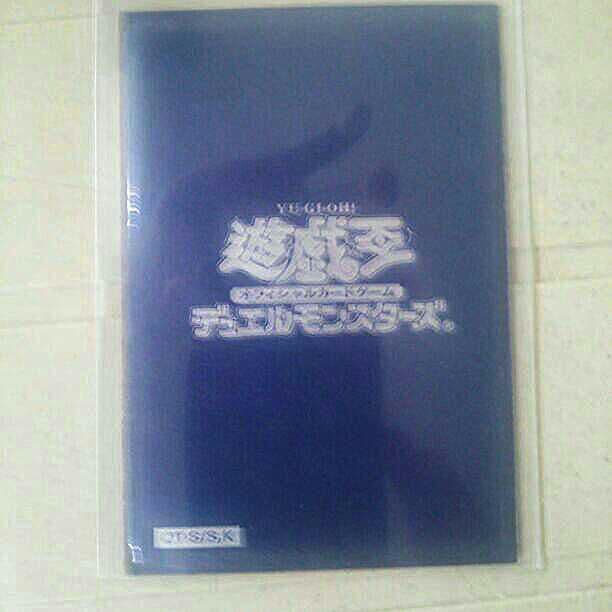 YU-GI-OH!
遊戯王
オフィシャルカードゲーム
デュエルモンスターズ®
©T・S/S,K